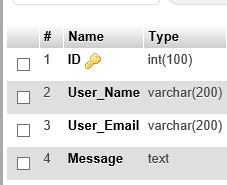 # Name Type
1 ID int(100)
2 User_Name varchar(200)
3 User_Email varchar(200)
4 Message text